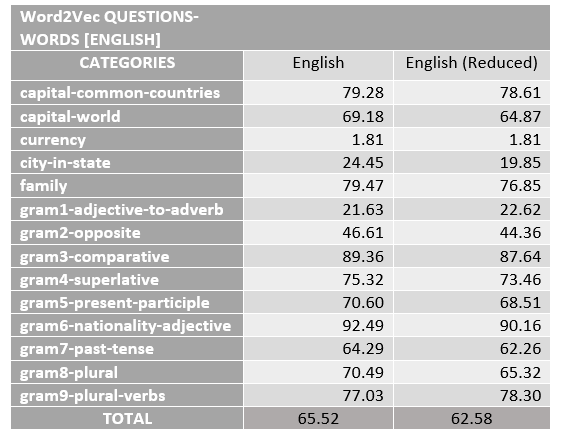 Word2Vec QUESTIONS-
WORDS [ENGLISH]
CATEGORIES English English (Reduced)
capital-common-countries 79.28 78.61
capital-world 69.18 64.87
currency 1.81 1.81
city-in-state 24.45 19.85
family 79.47 76.85
gram1-adjective-to-adverb 21.63 22.62
gram2-opposite 46.61 44.36
gram3-comparative 89.36 87.64
gram4-superlative 75.32 73.46
gram5-present-participle 70.60 68.51
gram6-nationality-adjective 92.49 90.16
gram7-past-tense 64.29 62.26
gram8-plural 70.49 65.32
gram9-plural-verbs 77.03 78.30
TOTAL 65.52 62.58